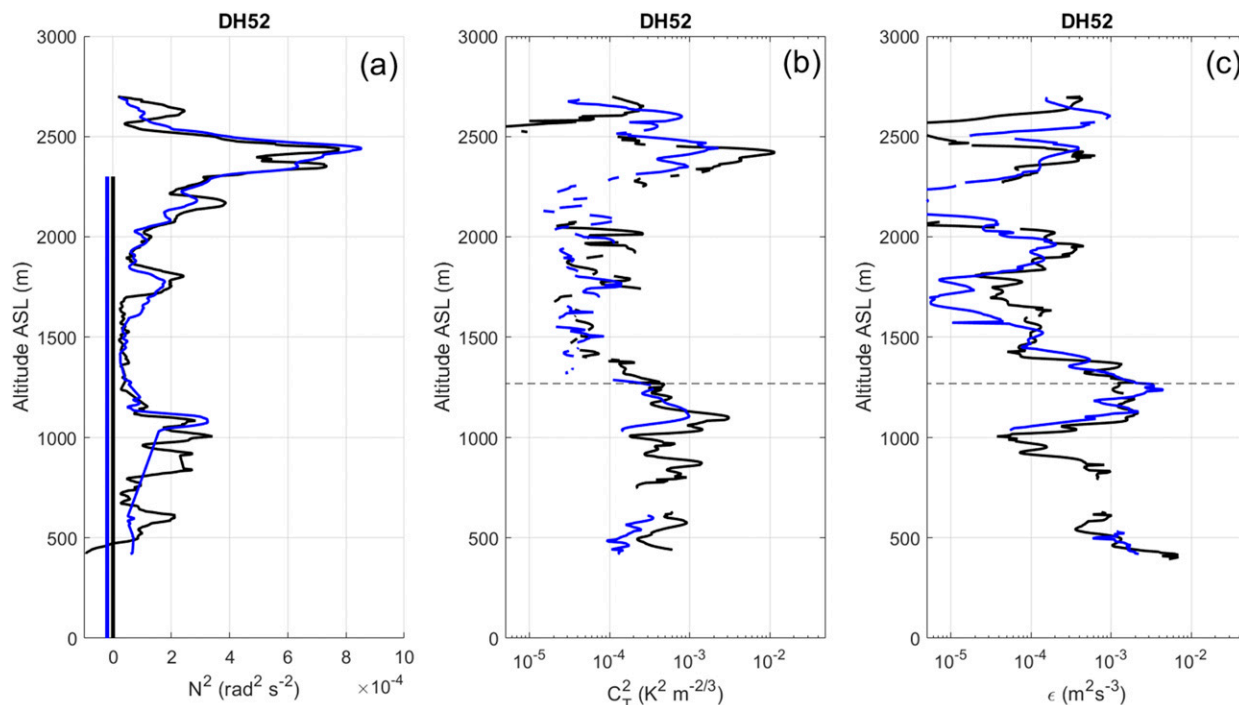 DH52
(a)
3000
2500
2000
1500
1000
500
0
Altitude ASL (m)
0 2 4 6 8 10
N² (rad² s⁻²)
×10⁻⁴
DH52
(b)
3000
2500
2000
1500
1000
500
0
Altitude ASL (m)
10⁻⁵ 10⁻⁴ 10⁻³ 10⁻²
C_T² (K² m⁻²/³)
DH52
(c)
3000
2500
2000
1500
1000
500
0
Altitude ASL (m)
10⁻⁵ 10⁻⁴ 10⁻³ 10⁻²
ϵ (m²s⁻³)